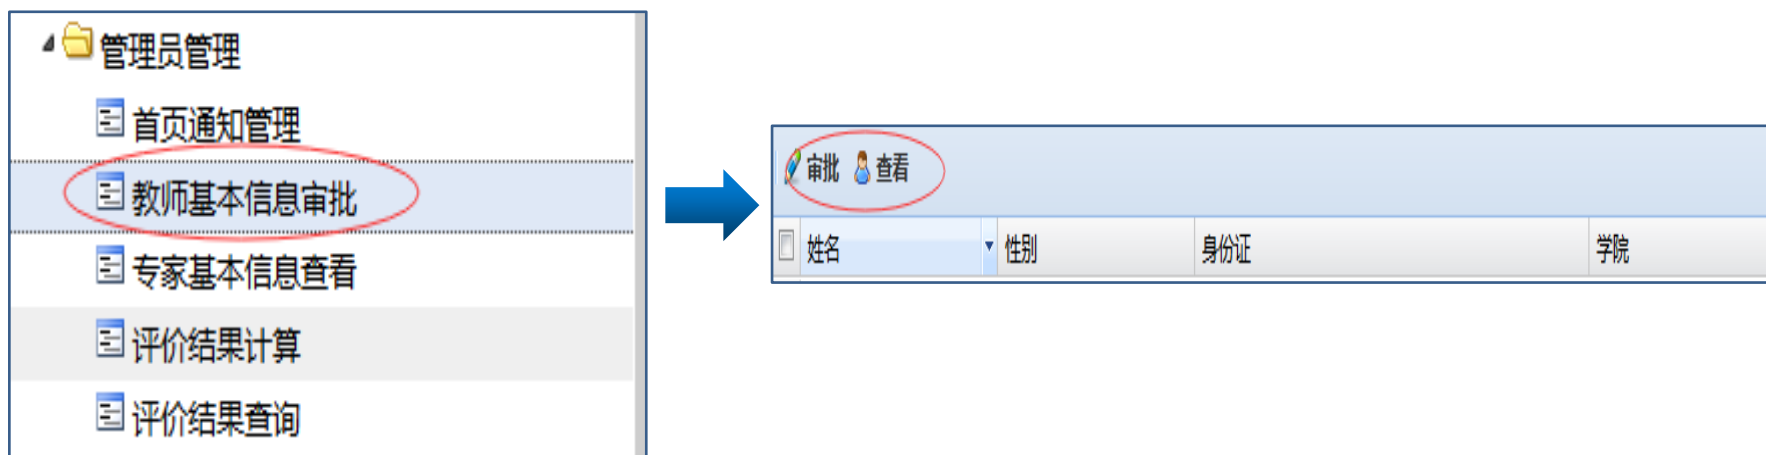 管理员管理
首页通知管理
教师基本信息审批
专家基本信息查看
评价结果计算
评价结果查询
审批 查看
姓名 性别 身份证 学院